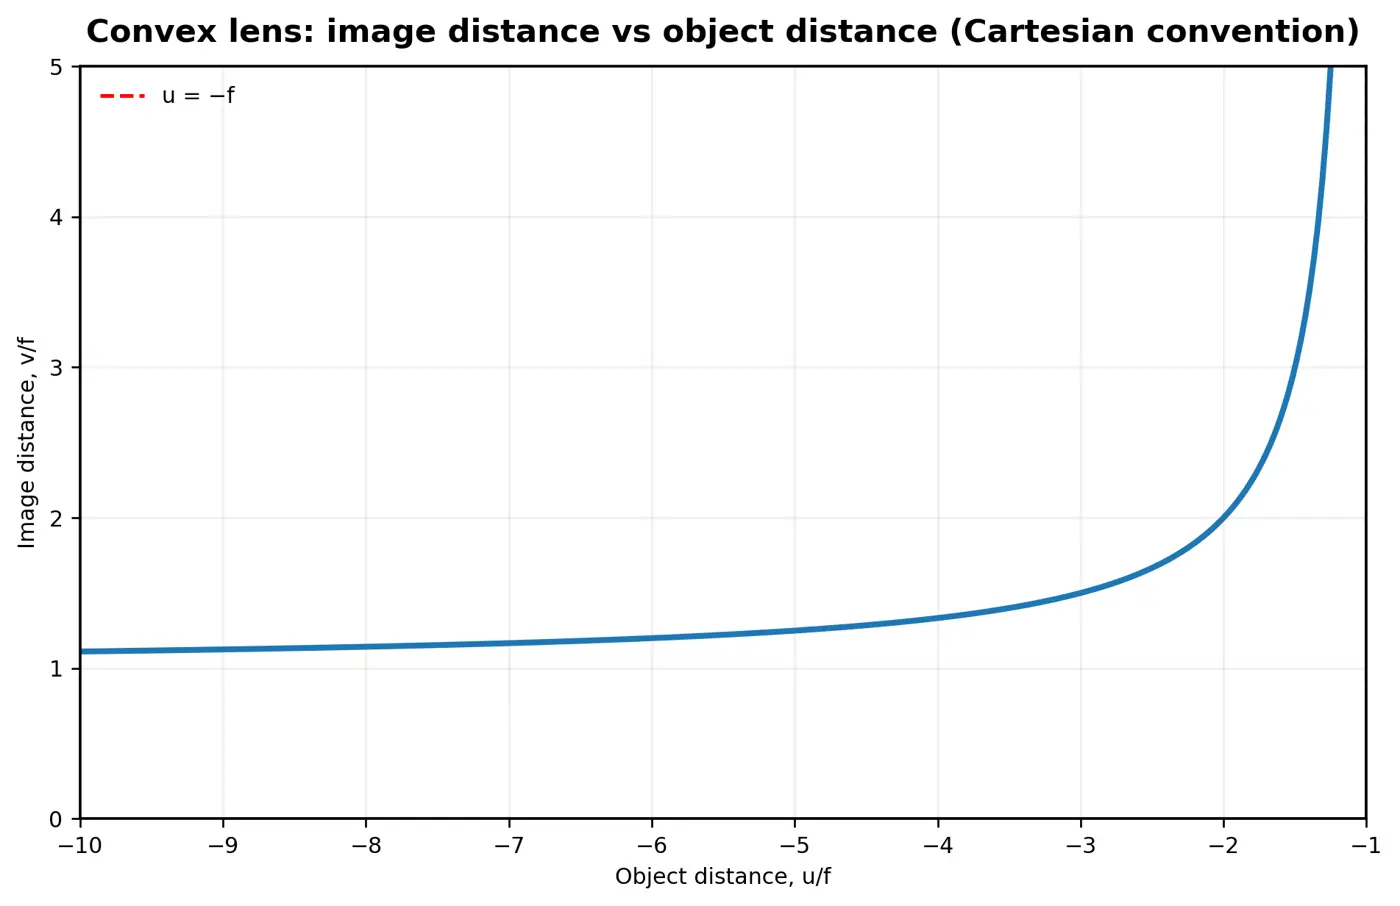 Convex lens: image distance vs object distance (Cartesian convention)
u = −f
5
4
3
2
1
0
Image distance, v/f
−10 −9 −8 −7 −6 −5 −4 −3 −2 −1
Object distance, u/f